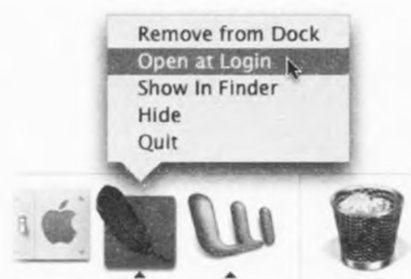 Remove from Dock
Open at Login
Show In Finder
Hide
Quit